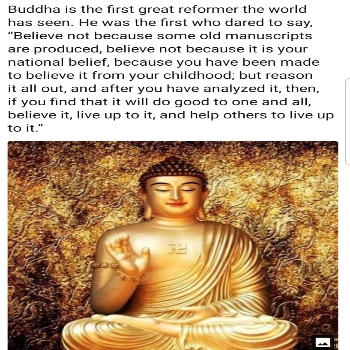 Buddha is the first great reformer the world
has seen. He was the first who dared to say,
“Believe not because some old manuscripts
are produced, believe not because it is your
national belief, because you have been made
to believe it from your childhood; but reason
it all out, and after you have analyzed it, then,
if you find that it will do good to one and all,
believe it, live up to it, and help others to live up
to it.”